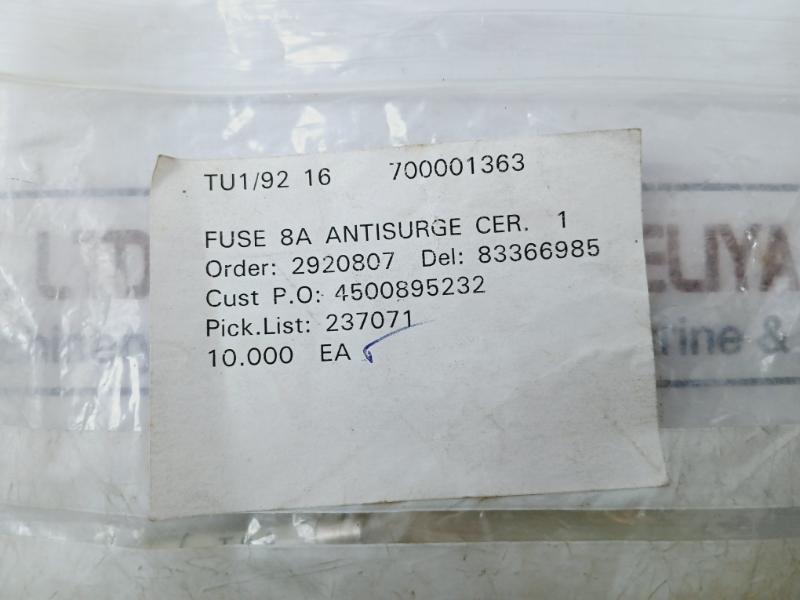 TU1/92 16 700001363
FUSE 8A ANTISURGE CER. 1
Order: 2920807 Del: 83366985
Cust P.O: 4500895232
Pick.List: 237071
10.000 EA